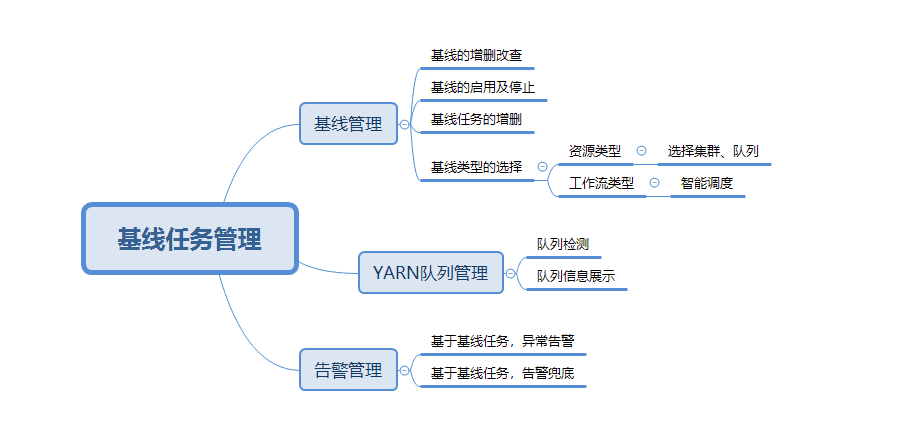 基线任务管理
基线管理
基线的增删改查
基线的启用及停止
基线任务的增删
基线类型的选择
资源类型
选择集群、队列
工作流类型
智能调度
YARN队列管理
队列检测
队列信息展示
告警管理
基于基线任务，异常告警
基于基线任务，告警兜底